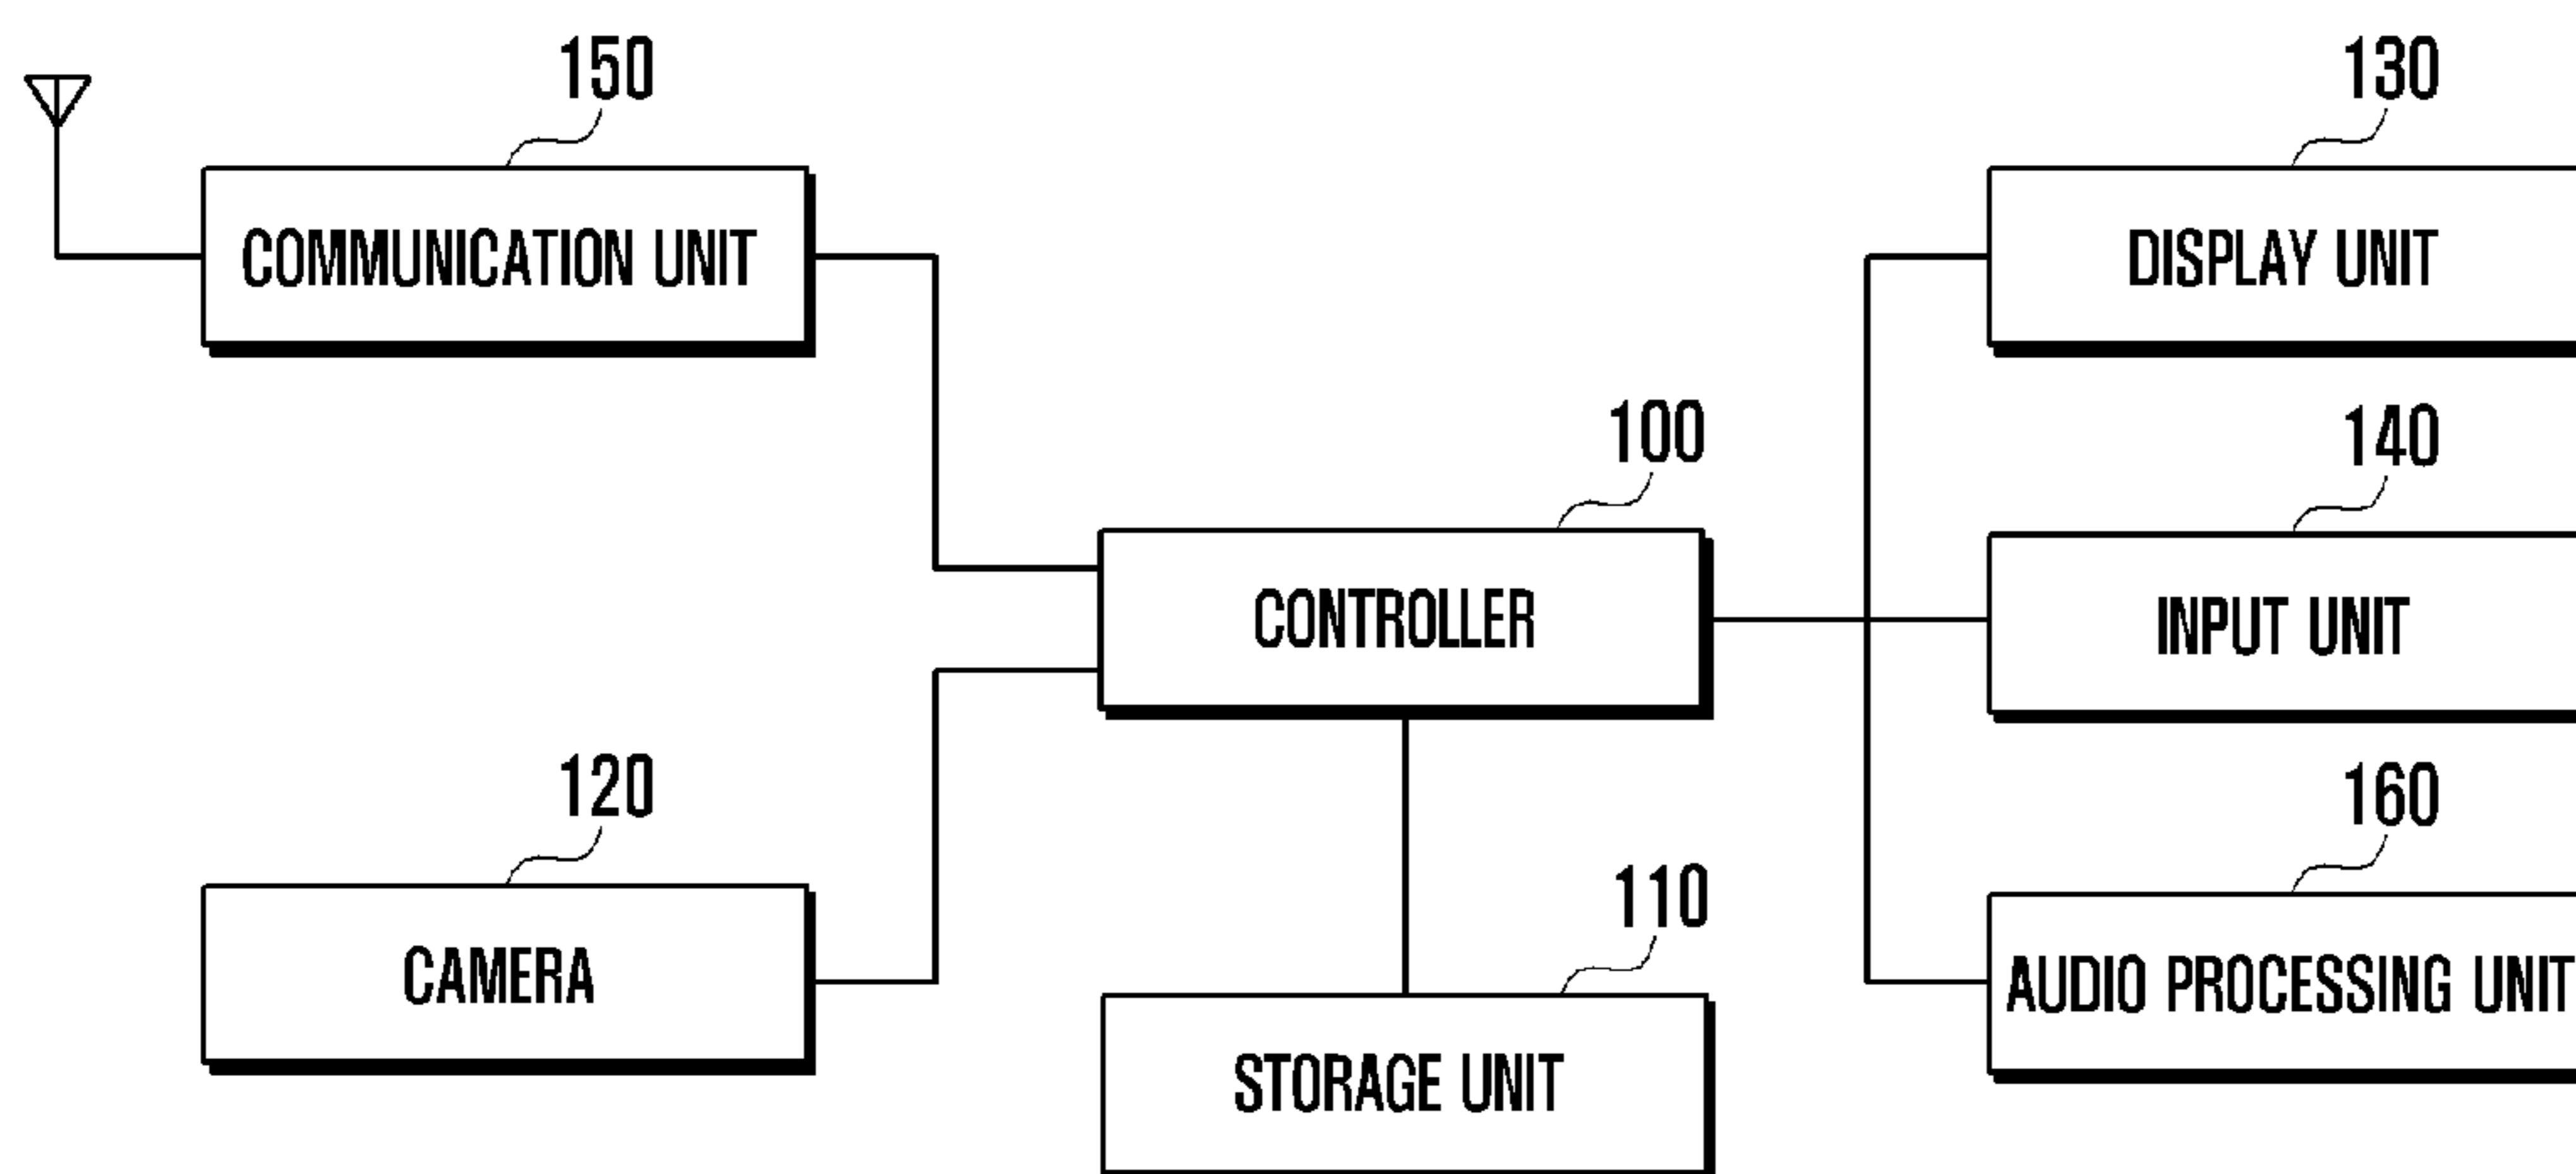 150
COMMUNICATION UNIT
130
DISPLAY UNIT
100
CONTROLLER
140
INPUT UNIT
120
CAMERA
110
STORAGE UNIT
160
AUDIO PROCESSING UNIT